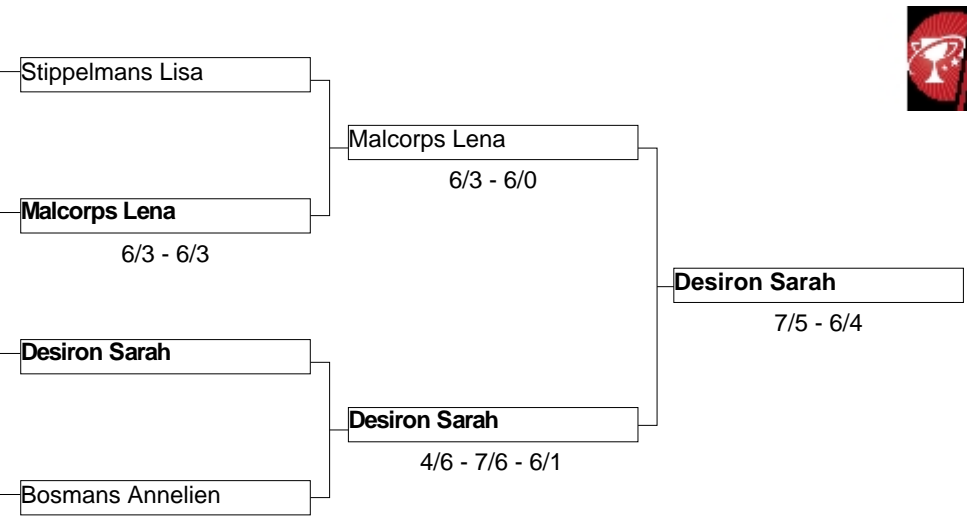 Stippelmans Lisa
Malcorps Lena
6/3 - 6/0
Malcorps Lena
6/3 - 6/3
Desiron Sarah
7/5 - 6/4
Desiron Sarah
Desiron Sarah
4/6 - 7/6 - 6/1
Bosmans Annelien